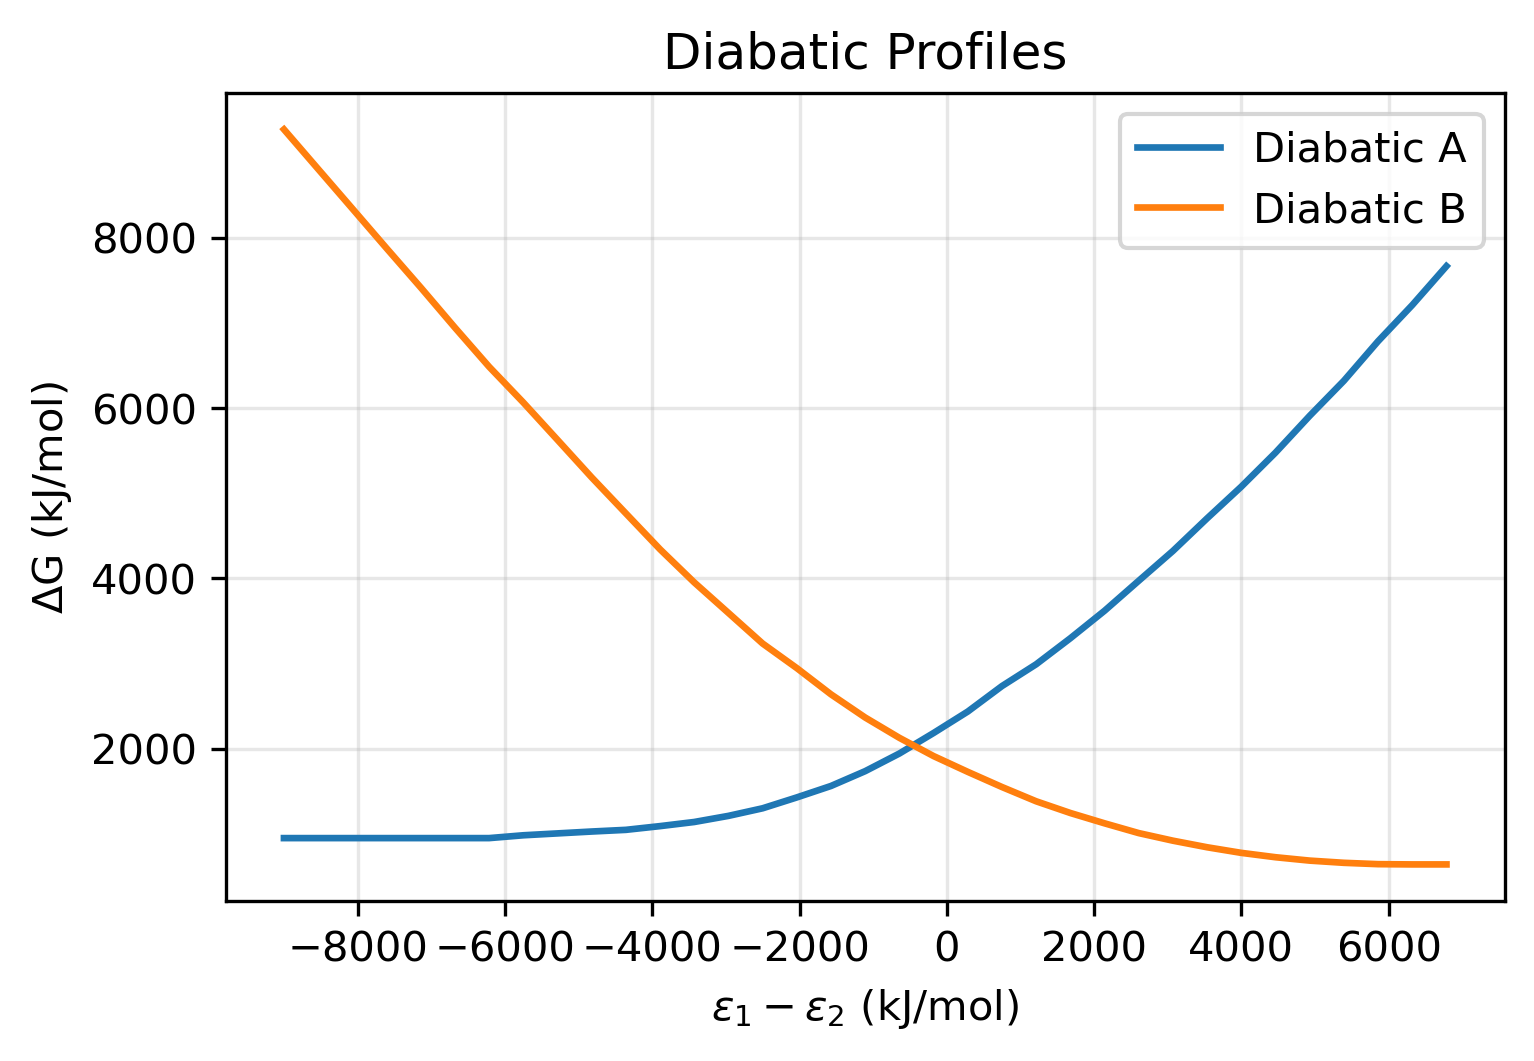 Diabatic Profiles
Diabatic A
Diabatic B
ΔG (kJ/mol)
8000
6000
4000
2000
−8000 −6000 −4000 −2000 0 2000 4000 6000
ε₁ − ε₂ (kJ/mol)